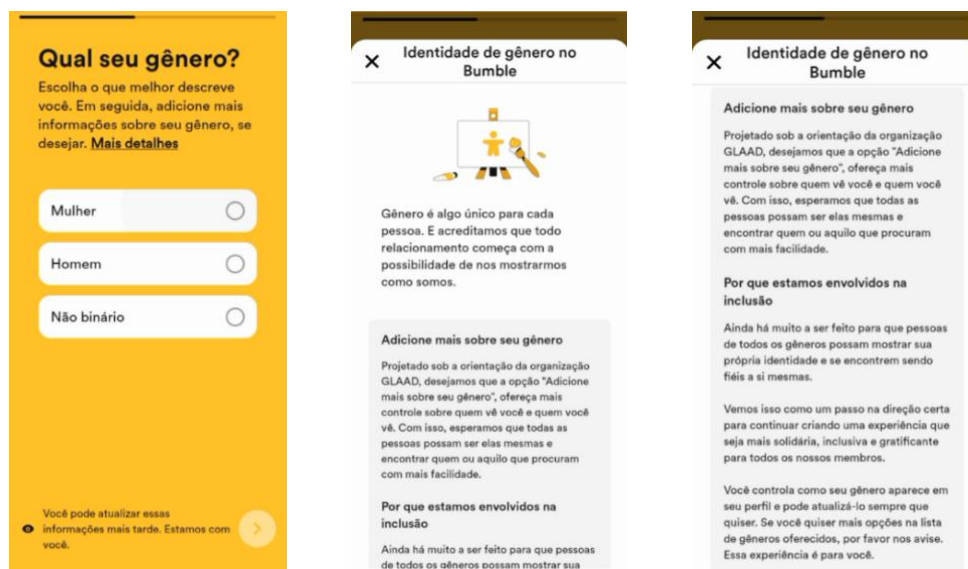 Qual seu gênero?
Escolha o que melhor descreve
você. Em seguida, adicione mais
informações sobre seu gênero, se
desejar. Mais detalhes
Mulher
Homem
Não binário
Você pode atualizar essas
informações mais tarde. Estamos com
você.
Identidade de gênero no
Bumble
Gênero é algo único para cada
pessoa. E acreditamos que todo
relacionamento começa com a
possibilidade de nos mostrarmos
como somos.
Adicione mais sobre seu gênero
Projetado sob a orientação da organização
GLAAD, desejamos que a opção "Adicione
mais sobre seu gênero", ofereça mais
controle sobre quem vê você e quem você
vê. Com isso, esperamos que todas as
pessoas possam ser elas mesmas e
encontrar quem ou aquilo que procuram
com mais facilidade.
Por que estamos envolvidos na
inclusão
Ainda há muito a ser feito para que pessoas
de todos os gêneros possam mostrar sua
Identidade de gênero no
Bumble
Adicione mais sobre seu gênero
Projetado sob a orientação da organização
GLAAD, desejamos que a opção "Adicione
mais sobre seu gênero", ofereça mais
controle sobre quem vê você e quem você
vê. Com isso, esperamos que todas as
pessoas possam ser elas mesmas e
encontrar quem ou aquilo que procuram
com mais facilidade.
Por que estamos envolvidos na
inclusão
Ainda há muito a ser feito para que pessoas
de todos os gêneros possam mostrar sua
própria identidade e se encontrem sendo
fiéis a si mesmas.
Vemos isso como um passo na direção certa
para continuar criando uma experiência que
seja mais solidária, inclusiva e gratificante
para todos os nossos membros.
Você controla como seu gênero aparece em
seu perfil e pode atualizá-lo sempre que
quiser. Se você quiser mais opções na lista
de gêneros oferecidos, por favor nos avise.
Essa experiência é para você.